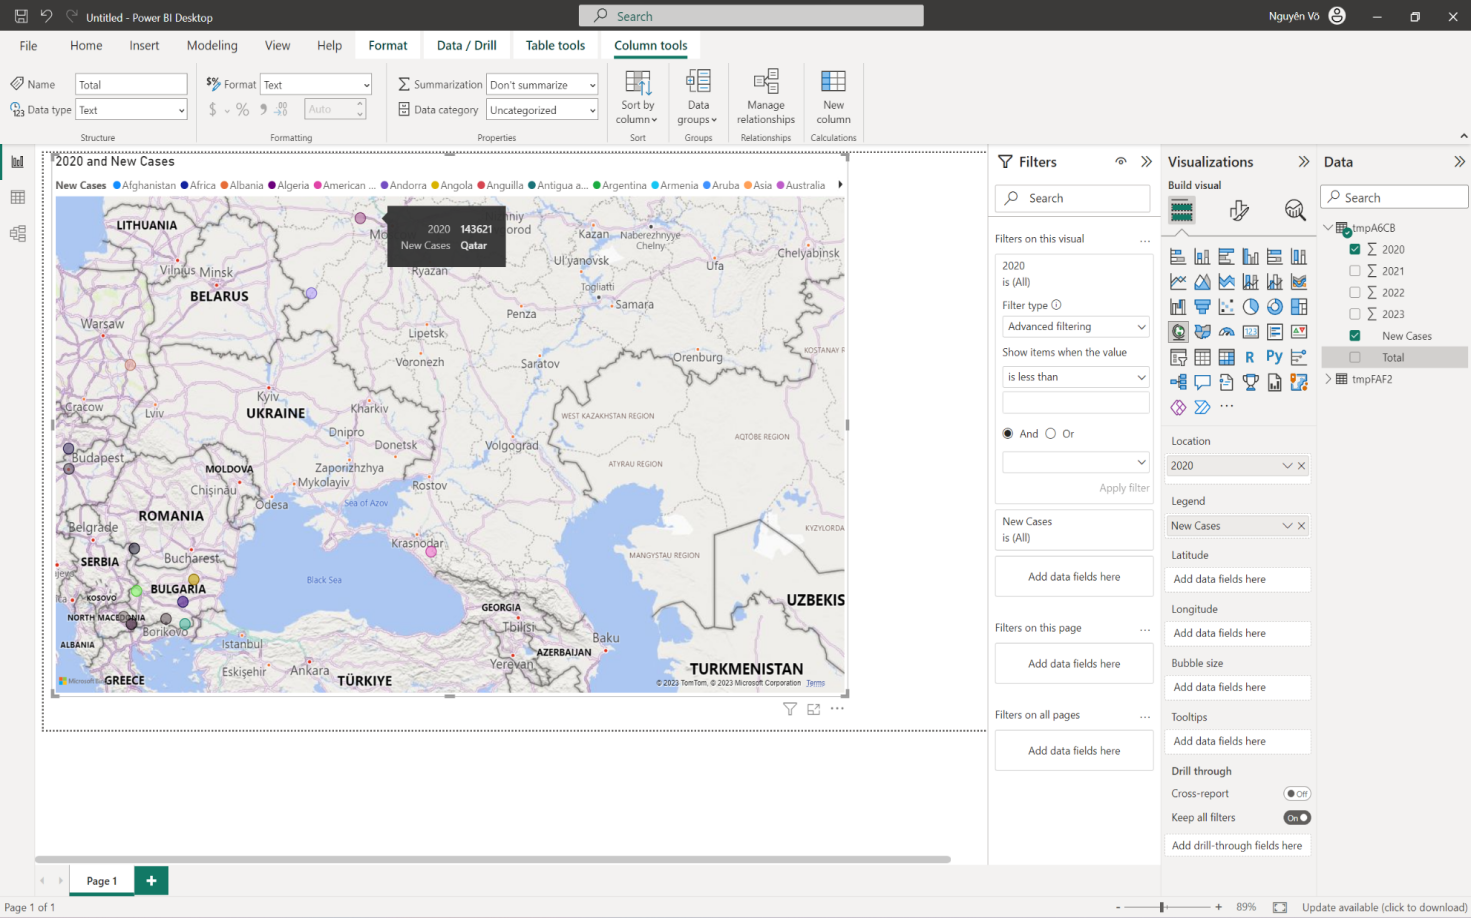 Untitled - Power BI Desktop
Search
Nguyên Võ
File Home Insert Modeling View Help Format Data / Drill Table tools Column tools
Name Total
Data type Text
Structure
Format Text
$ % Auto
Formatting
Summarization Don't summarize
Data category Uncategorized
Properties
Sort by column
Sort
Data groups
Groups
Manage relationships
Relationships
New column
Calculations
2020 and New Cases
New Cases Afghanistan Africa Albania Algeria American ... Andorra Angola Anguilla Antigua a... Argentina Armenia Aruba Asia Australia
2020 143621
New Cases Qatar
LITHUANIA
Vilnius
Minsk
BELARUS
Warsaw
Ryazan
Kazan
Naberezhnyye Chelny
Ul'yanovsk
Ufa
Chelyabinsk
Togliatti
Samara
Penza
Lipetsk
Voronezh
Saratov
Orenburg
KOSTANAY R
Cracow
Lviv
Kyiv
UKRAINE
Kharkiv
Dnipro
Donetsk
Volgograd
WEST KAZAKHSTAN REGION
AQTÖBE REGION
Budapest
MOLDOVA
Chișinău
Zaporizhzhya
Mykolayiv
ATYRAU REGION
Rostov
Odesa
Sea of Azov
ROMANIA
Belgrade
Krasnodar
KYZYLORDA
SERBIA
Bucharest
MANGYSTAU REGION
Black Sea
BULGARIA
KOSOVO
NORTH MACEDONIA
Borikovo
GEORGIA
Tbilisi
UZBEKIS
ALBANIA
Istanbul
Baku
AZERBAIJAN
Yerevan
Eskişehir
Ankara
TURKMENISTAN
GREECE
TÜRKIYE
© 2023 TomTom, © 2023 Microsoft Corporation Terms
Filters
Search
Filters on this visual ...
2020
is (All)
Filter type
Advanced filtering
Show items when the value
is less than
And Or
Apply filter
New Cases
is (All)
Add data fields here
Filters on this page ...
Add data fields here
Filters on all pages ...
Add data fields here
Visualizations
Build visual
R Py
...
Location
2020
Legend
New Cases
Latitude
Add data fields here
Longitude
Add data fields here
Bubble size
Add data fields here
Tooltips
Add data fields here
Drill through
Cross-report Off
Keep all filters On
Add drill-through fields here
Data
Search
tmpA6CB
2020
2021
2022
2023
New Cases
Total
tmpFAF2
Page 1
Page 1 of 1
- + 89% Update available (click to download)